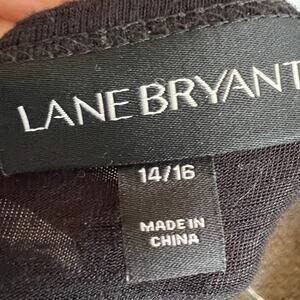 LANE BRYANT
14/16
MADE IN
CHINA